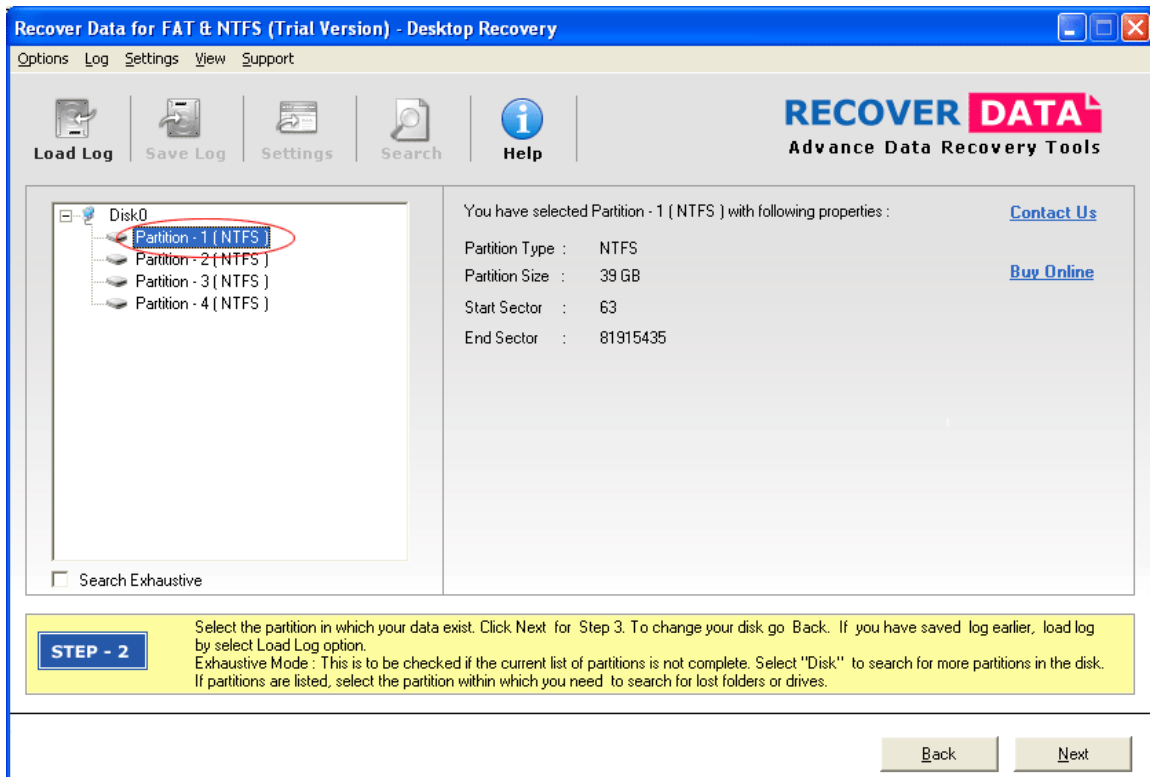 Recover Data for FAT & NTFS (Trial Version) - Desktop Recovery
Options Log Settings View Support
Load Log Save Log Settings Search Help
RECOVER DATA
Advance Data Recovery Tools
Disk0
Partition - 1 ( NTFS )
Partition - 2 ( NTFS )
Partition - 3 ( NTFS )
Partition - 4 ( NTFS )
Search Exhaustive
You have selected Partition - 1 ( NTFS ) with following properties :
Partition Type : NTFS
Partition Size : 39 GB
Start Sector : 63
End Sector : 81915435
Contact Us
Buy Online
STEP - 2
Select the partition in which your data exist. Click Next for Step 3. To change your disk go Back. If you have saved log earlier, load log
by select Load Log option.
Exhaustive Mode : This is to be checked if the current list of partitions is not complete. Select "Disk" to search for more partitions in the disk.
If partitions are listed, select the partition within which you need to search for lost folders or drives.
Back Next